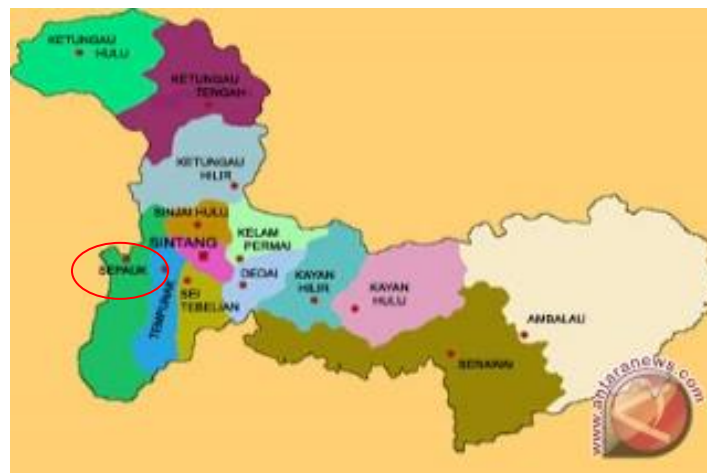 KETUNGAU
HULU
KETUNGAU
TENGAH
KETUNGAU
HILIR
SINJAI HULU
SINTANG
KELAM
PERMAI
SEPAUK
TEMPUNAK
SEI
TEBELIAN
DEDAI
KAYAN
HILIR
KAYAN
HULU
AMBALAU
SERAWAI
www.antaranews.com